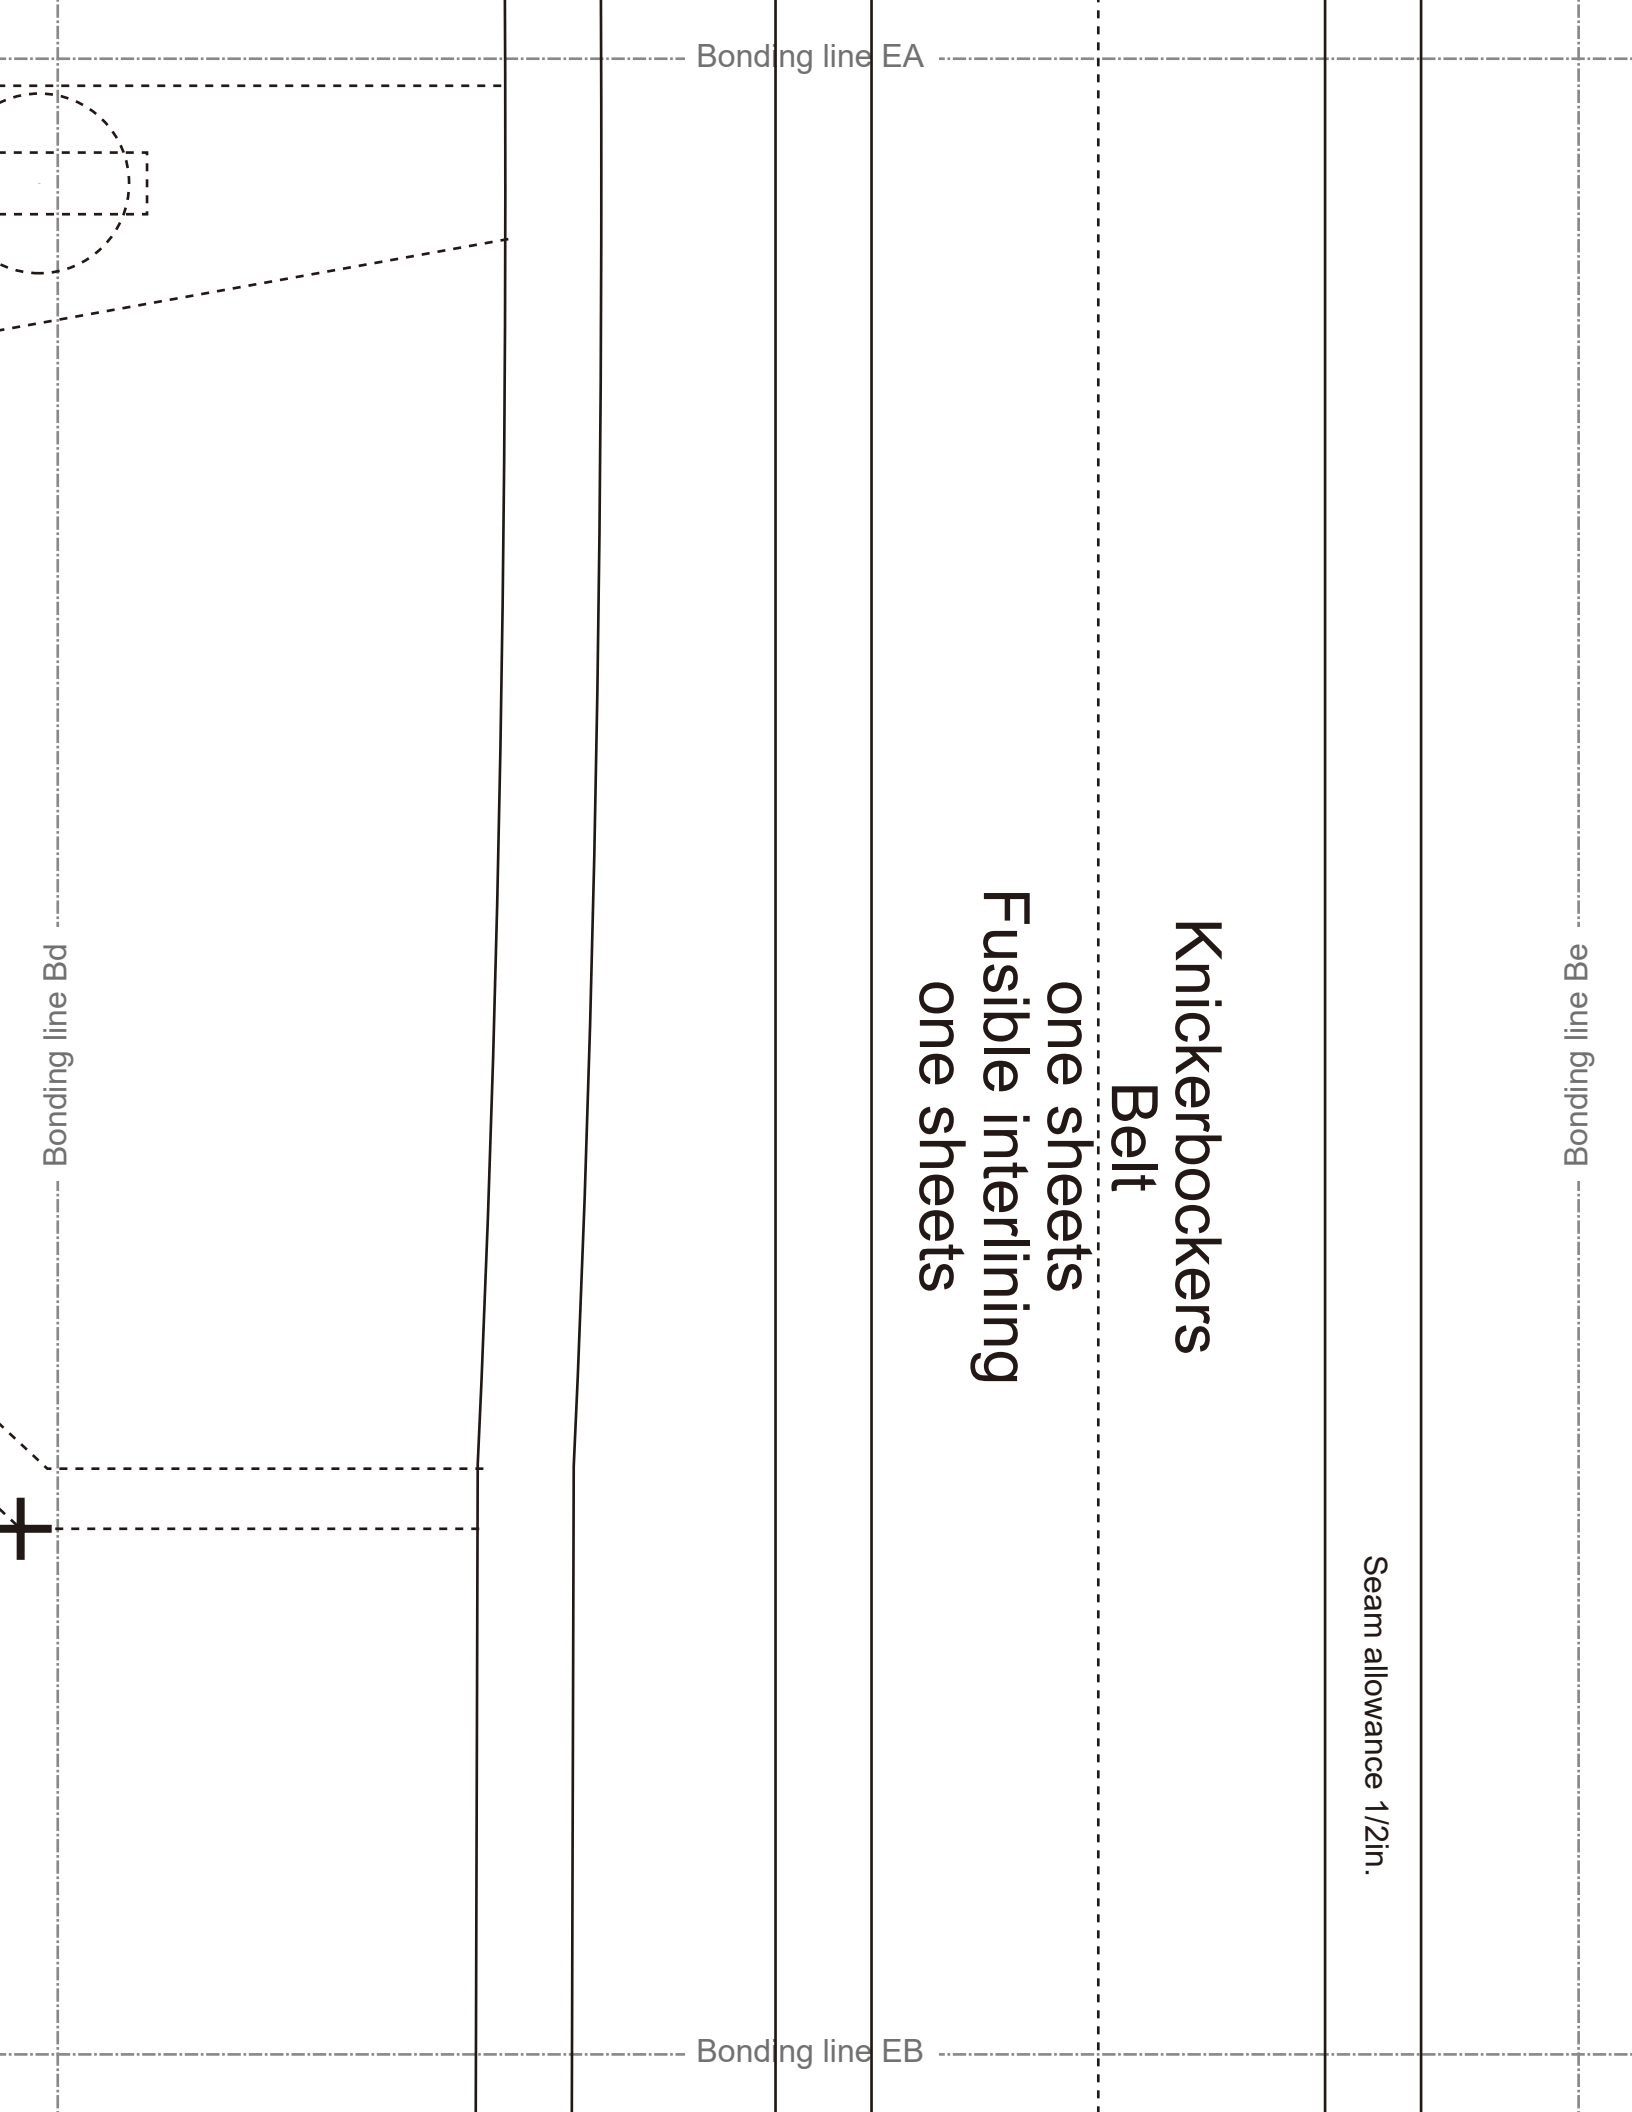 Bonding line EA
Bonding line Bd
Knickerbockers
Belt
one sheets
Fusible interlining
one sheets
Bonding line Be
Seam allowance 1/2in.
Bonding line EB